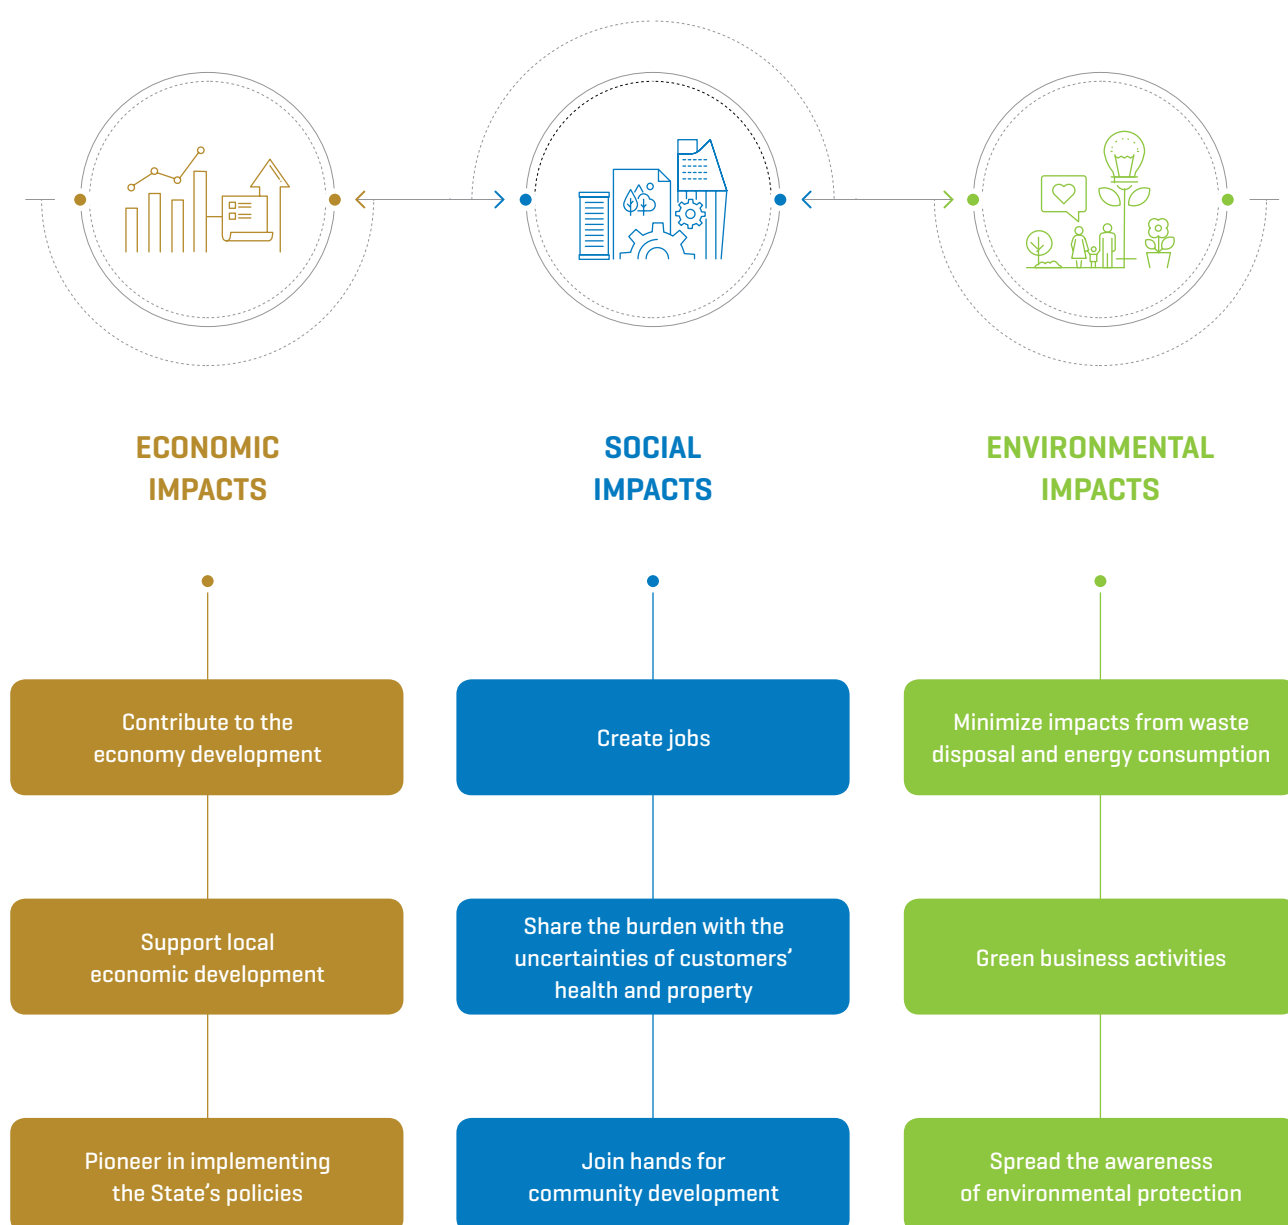 ECONOMIC
IMPACTS
SOCIAL
IMPACTS
ENVIRONMENTAL
IMPACTS
Contribute to the
economy development
Create jobs
Minimize impacts from waste
disposal and energy consumption
Support local
economic development
Share the burden with the
uncertainties of customers’
health and property
Green business activities
Pioneer in implementing
the State’s policies
Join hands for
community development
Spread the awareness
of environmental protection